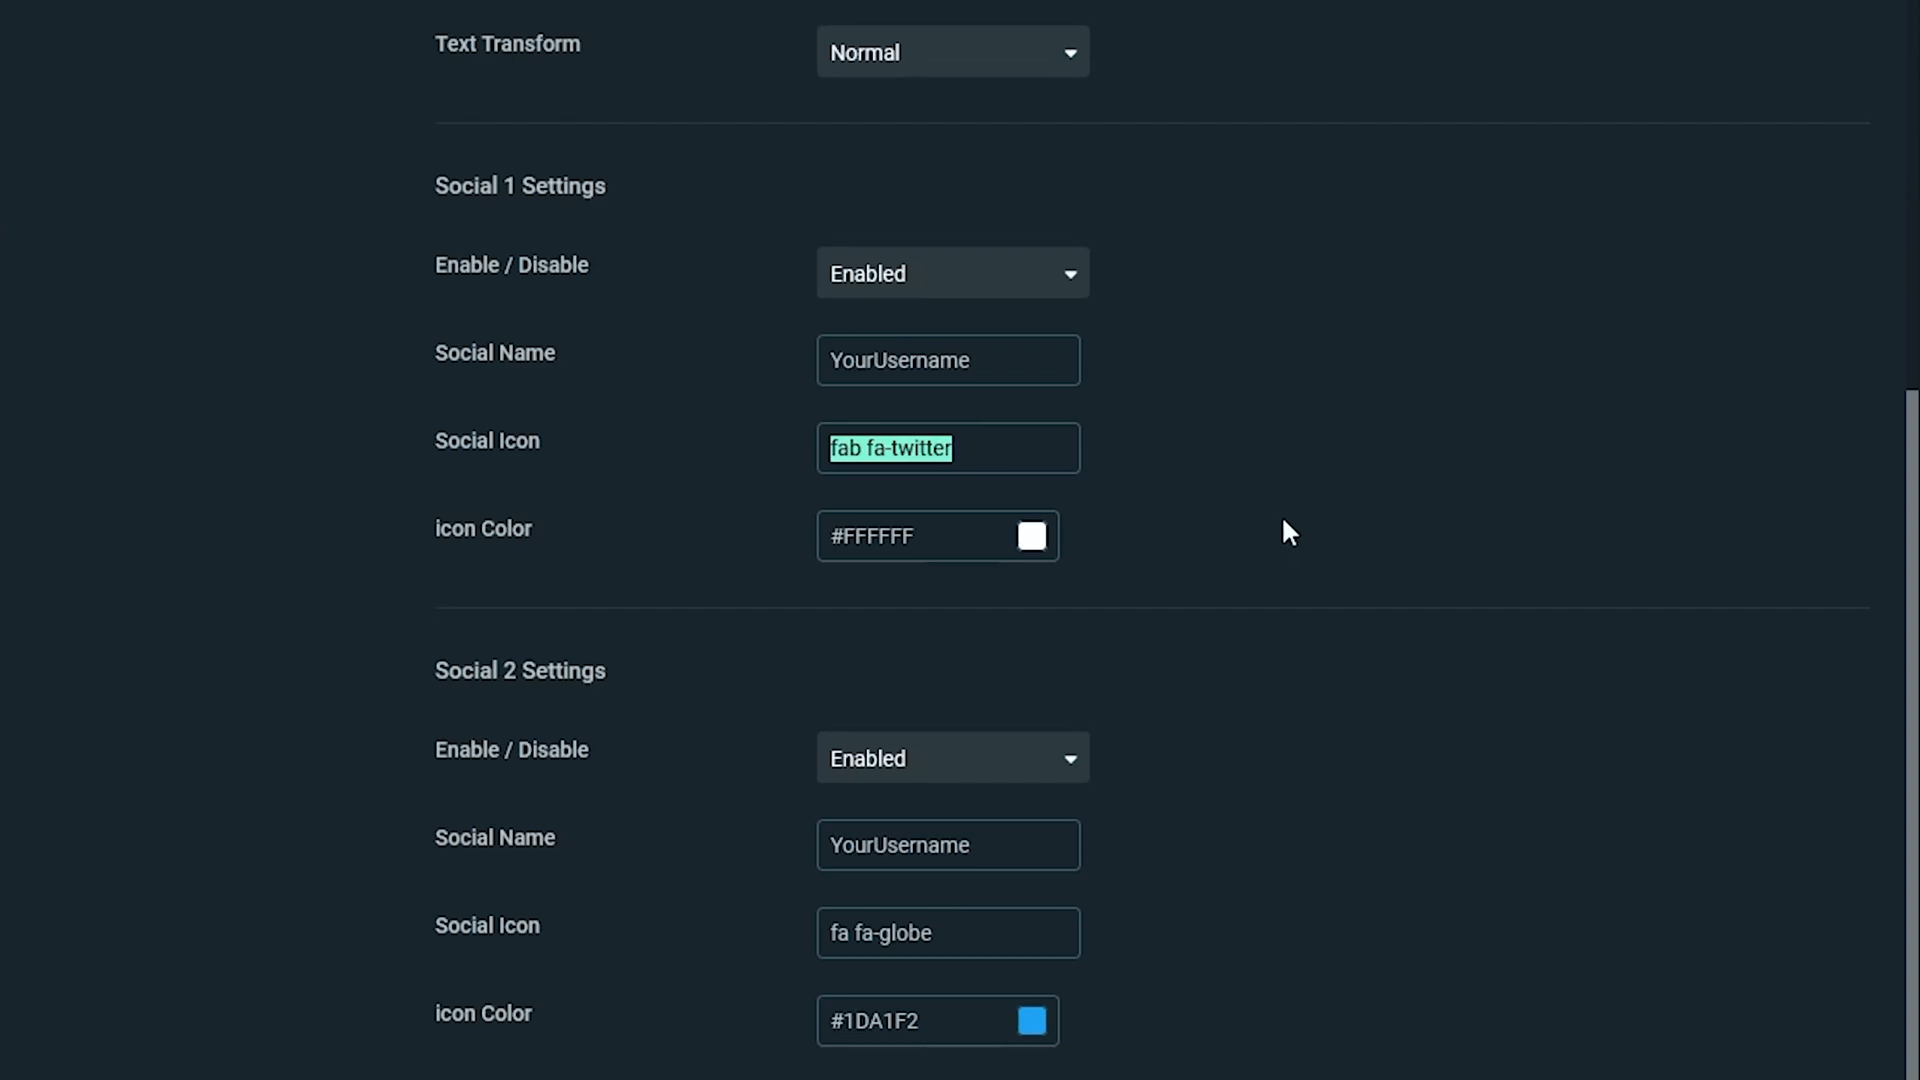 Text Transform
Normal
Social 1 Settings
Enable / Disable
Enabled
Social Name
YourUsername
Social Icon
fab fa-twitter
icon Color
#FFFFFF
Social 2 Settings
Enable / Disable
Enabled
Social Name
YourUsername
Social Icon
fa fa-globe
icon Color
#1DA1F2